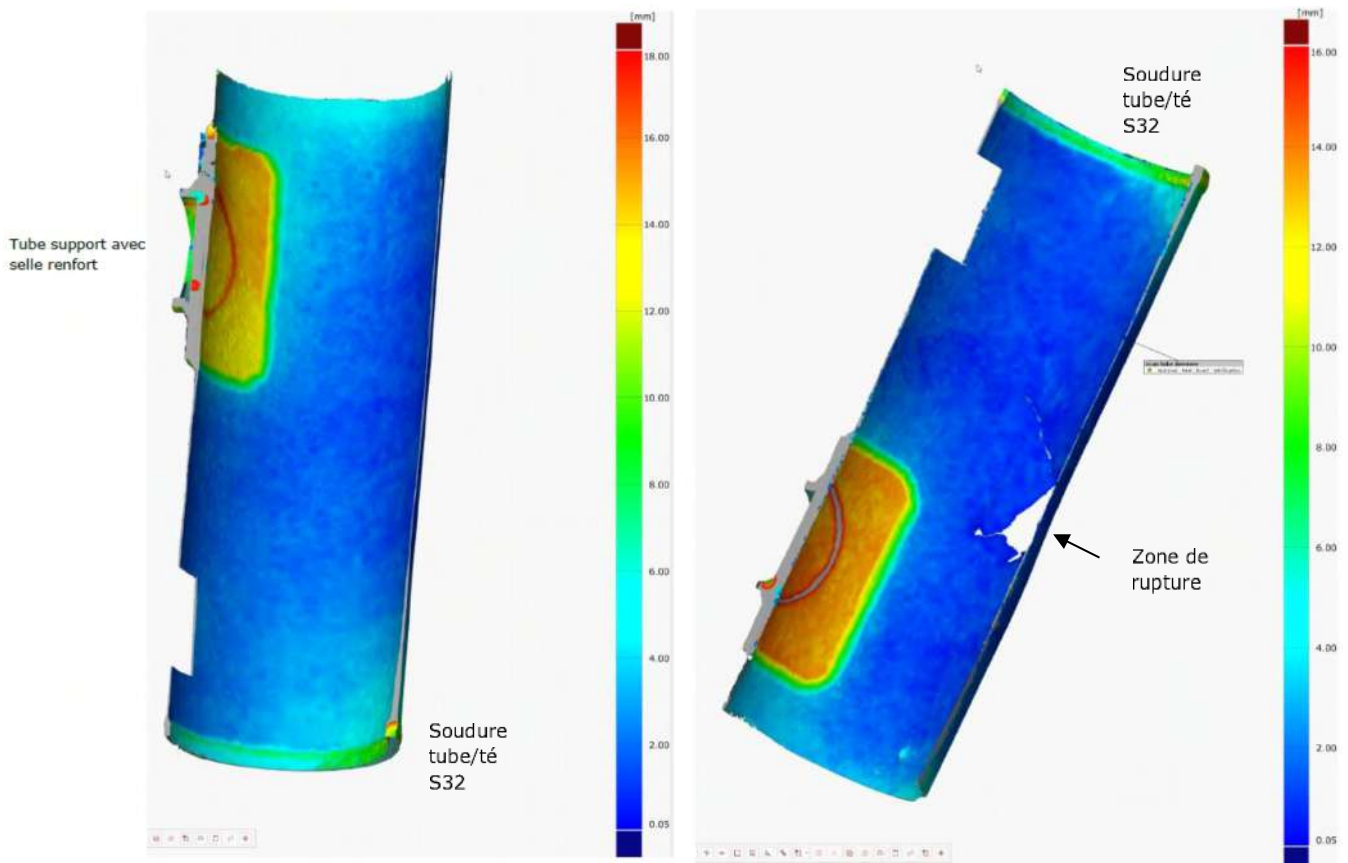 [mm]
18.00
16.00
14.00
12.00
10.00
8.00
6.00
4.00
2.00
0.05
Tube support avec
selle renfort
Soudure
tube/té
S32
[mm]
16.00
14.00
12.00
10.00
8.00
6.00
4.00
2.00
0.05
Soudure
tube/té
S32
Zone de
rupture